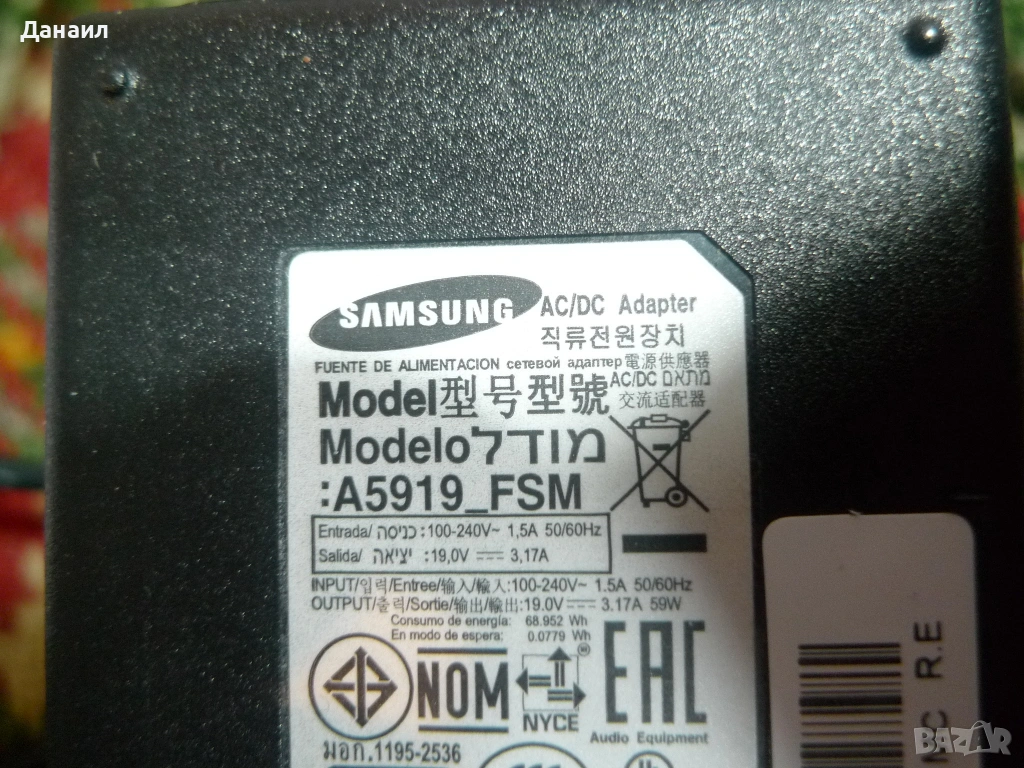 Данаил
SAMSUNG AC/DC Adapter
직류전원장치
FUENTE DE ALIMENTACION сетевой адаптер 電源供應器
Model型号型號 AC/DC מתאם
交流适配器
Modelo מודל
:A5919_FSM
Entrada/ כניסה :100-240V~ 1,5A 50/60Hz
Salida/ יציאה :19,0V 3,17A
INPUT/입력/Entree/输入/輸入:100-240V~ 1.5A 50/60Hz
OUTPUT/출력/Sortie/输出/輸出:19.0V 3.17A 59W
Consumo de energía: 68.952 Wh
En modo de espera: 0.0779 Wh
NOM
NYCE
EAC
Audio Equipment
มอก.1195-2536
MC R.E
BAZAR